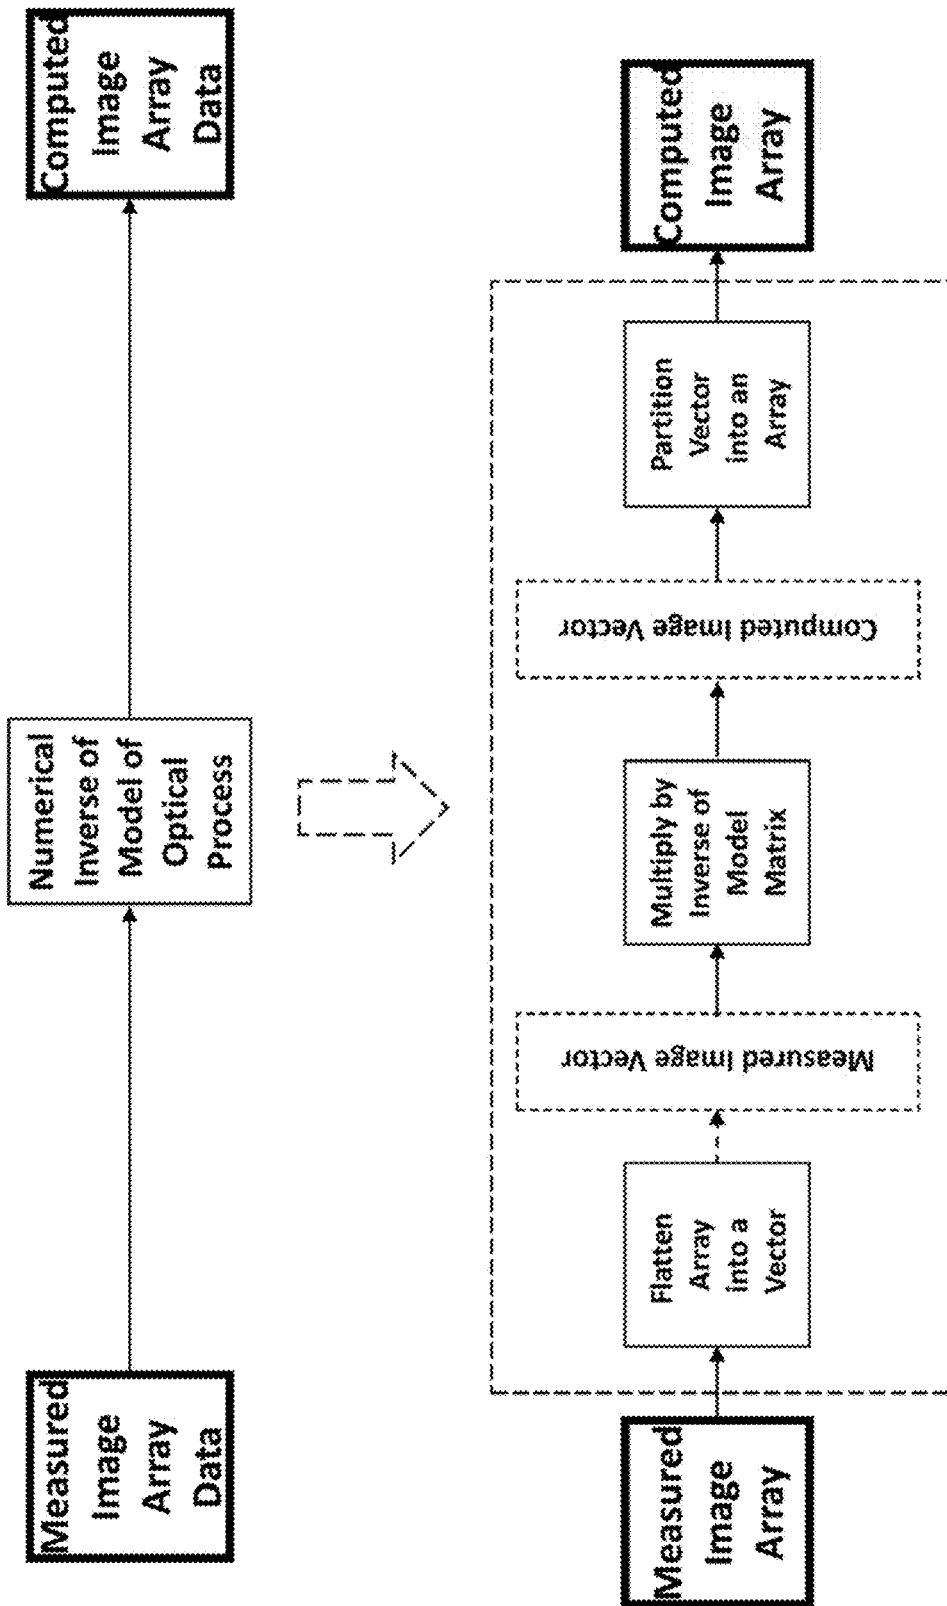 Measured
Image
Array
Data
Numerical
Inverse of
Model of
Optical
Process
Computed
Image
Array
Data
Measured
Image
Array
Flatten
Array
into a
Vector
Measured Image Vector
Multiply by
Inverse of
Model
Matrix
Computed Image Vector
Partition
Vector
into an
Array
Computed
Image
Array